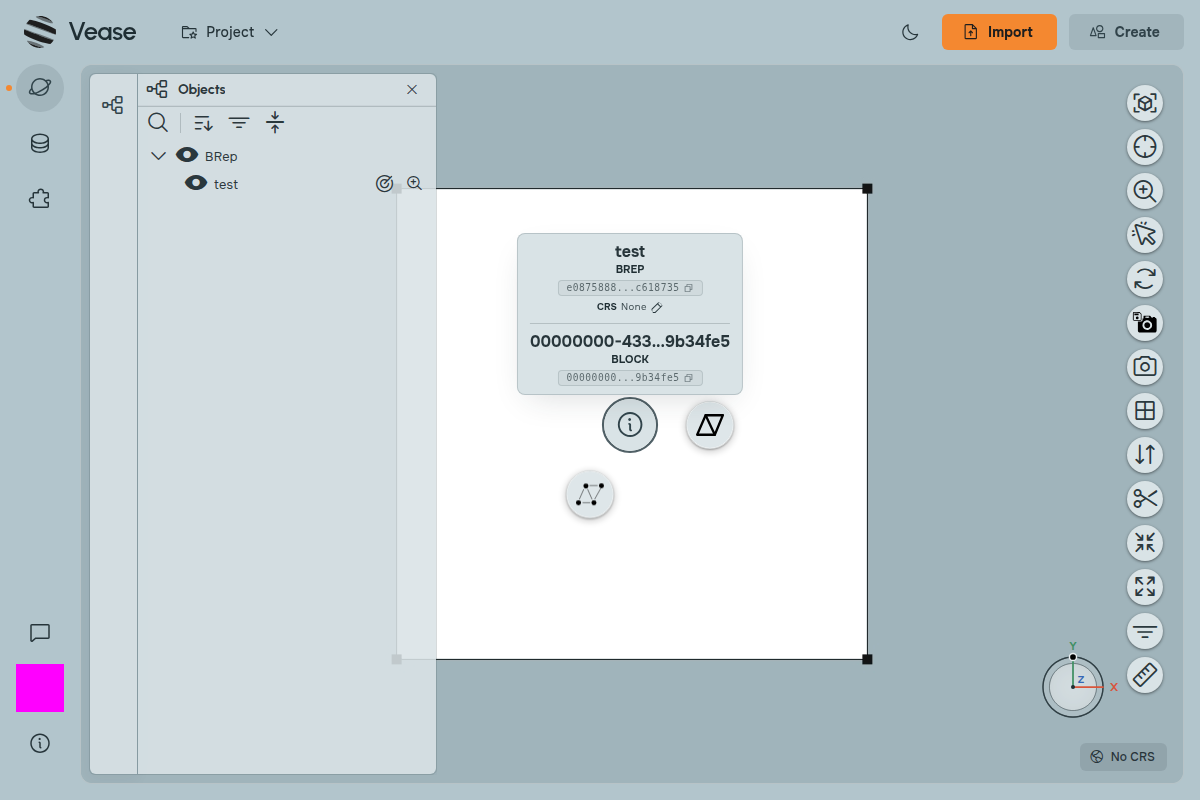 Vease
Project
Import
Create
Objects
BRep
test
test
BREP
e0875888...c618735
CRS None
00000000-433...9b34fe5
BLOCK
00000000...9b34fe5
Y
Z
X
No CRS